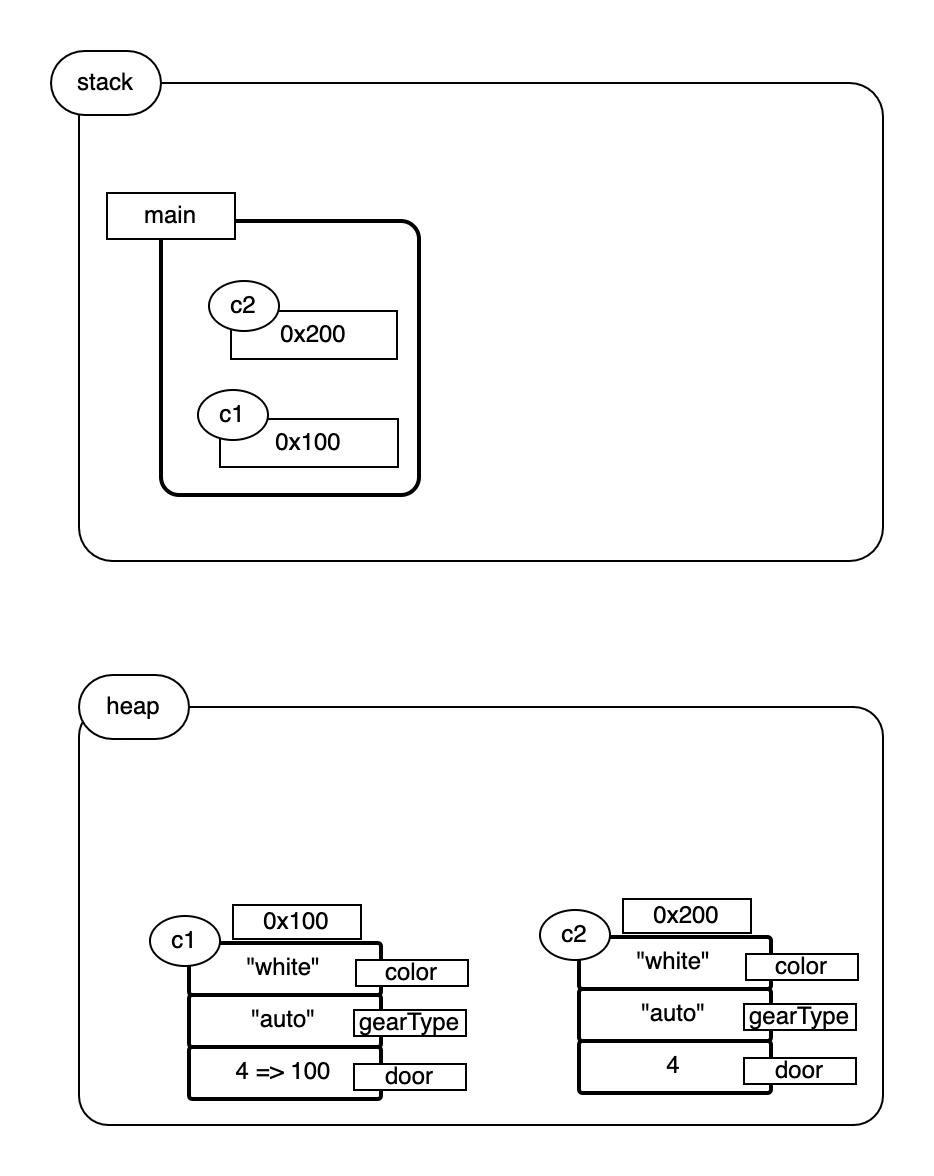 stack
main
c2
0x200
c1
0x100
heap
c1
0x100
"white"
color
"auto"
gearType
4 => 100
door
c2
0x200
"white"
color
"auto"
gearType
4
door